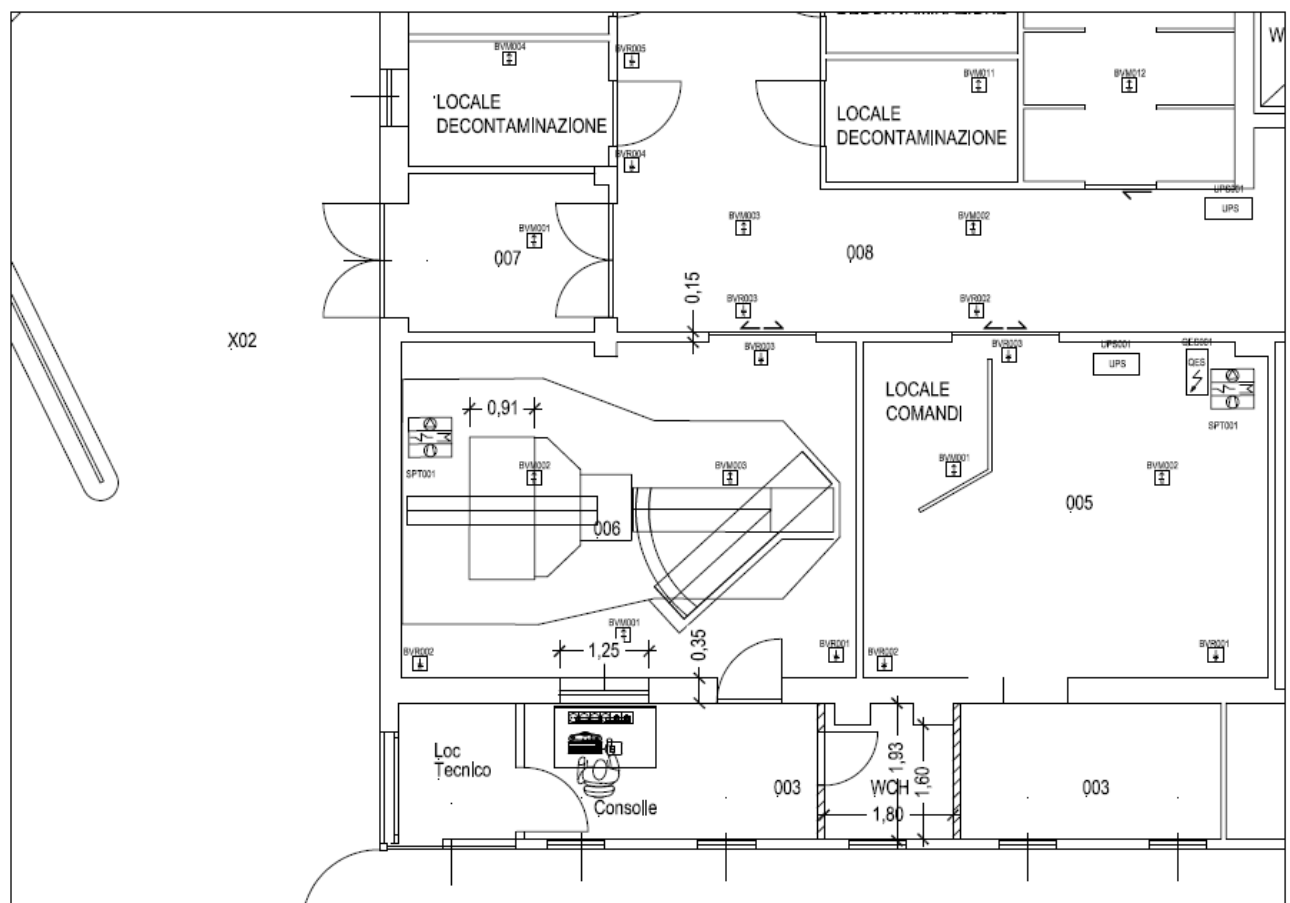 BVM004
BVR005
BVM011
BVM012
W
LOCALE
DECONTAMINAZIONE
LOCALE
DECONTAMINAZIONE
BVR004
UPS001
UPS
BVM001
007
BVM003
BVM002
008
0,15
BVR003
BVR002
X02
BVR003
BVR003
UPS001
UPS
QES001
QES
LOCALE
COMANDI
SPT001
0,91
SPT001
BVM002
BVM003
BVM001
BVM002
005
006
BVM001
1,25
0,35
BVR002
BVR001
BVR002
BVR001
Loc
Tecnico
Consolle
003
WCH
1,93
1,60
1,80
003